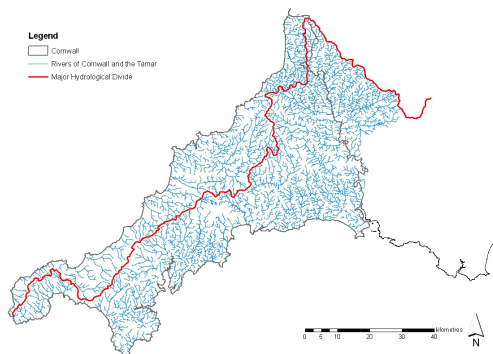 Legend
Cornwall
Rivers of Cornwall and the Tamar
Major Hydrological Divide
kilometres
0 5 10 20 30 40
N